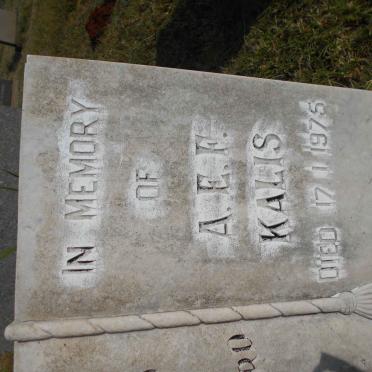 IN MEMORY
OF
A. E. F.
KALIS
DIED 17 1 1975